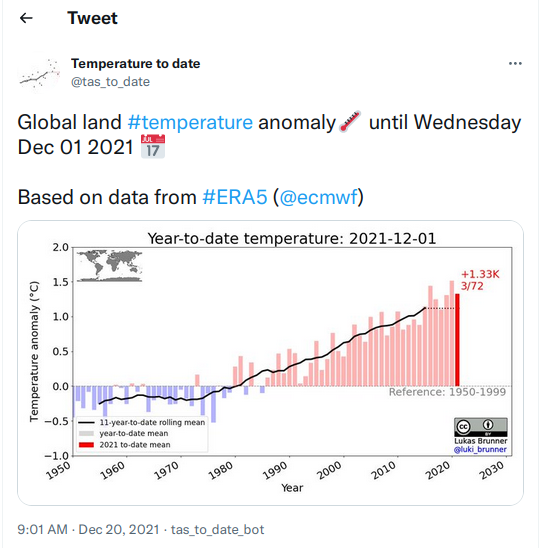 ← Tweet
Temperature to date
@tas_to_date
Global land #temperature anomaly🌡️ until Wednesday
Dec 01 2021 📅
JUL
17
Based on data from #ERA5 (@ecmwf)
Year-to-date temperature: 2021-12-01
Temperature anomaly (°C)
2.0
1.5
1.0
0.5
0.0
−0.5
−1.0
+1.33K
3/72
Reference: 1950-1999
11-year-to-date rolling mean
year-to-date mean
2021 to-date mean
cc BY
Lukas Brunner
@luki_brunner
1950 1960 1970 1980 1990 2000 2010 2020 2030
Year
9:01 AM · Dec 20, 2021 · tas_to_date_bot